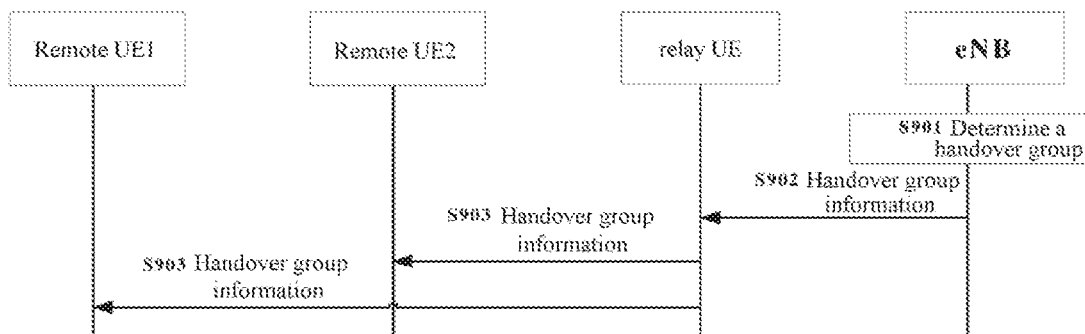 Remote UE1
Remote UE2
relay UE
eNB
S901 Determine a
handover group
S902 Handover group
information
S903 Handover group
information
S903 Handover group
information